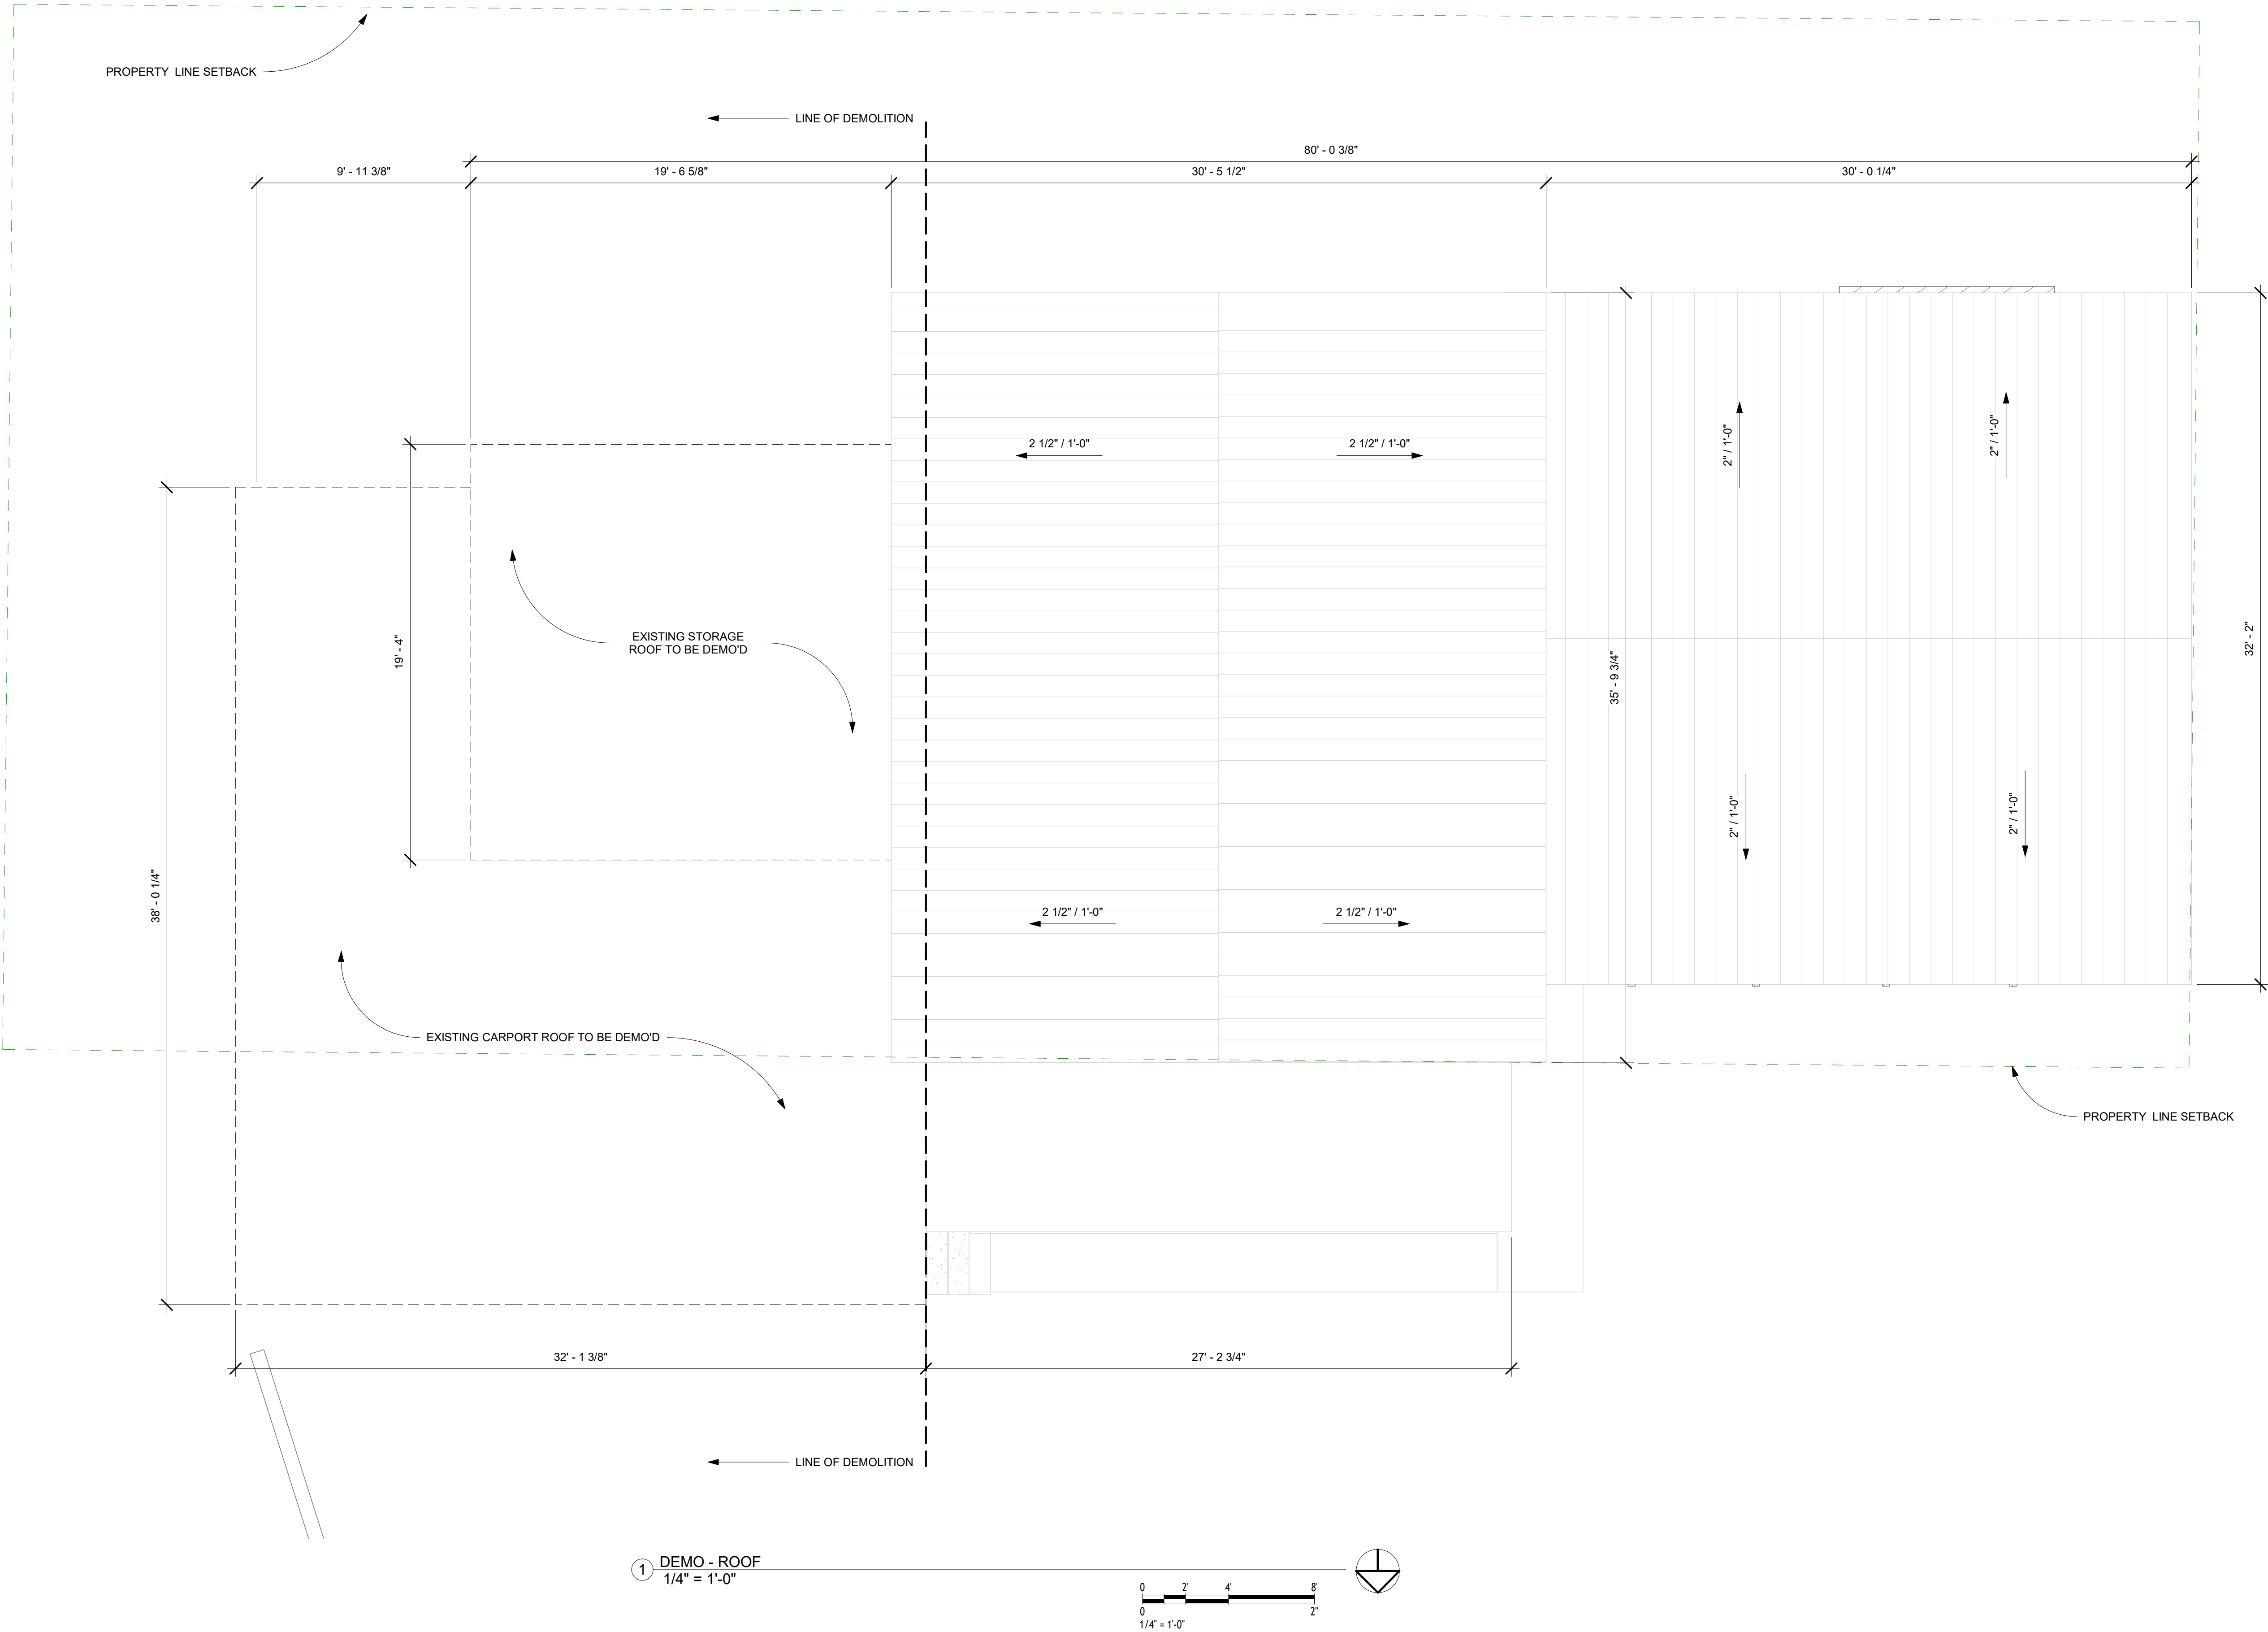 PROPERTY LINE SETBACK
LINE OF DEMOLITION
80' - 0 3/8"
9' - 11 3/8"
19' - 6 5/8"
30' - 5 1/2"
30' - 0 1/4"
2 1/2" / 1'-0"
2 1/2" / 1'-0"
2" / 1'-0"
2" / 1'-0"
19' - 4"
EXISTING STORAGE
ROOF TO BE DEMO'D
35' - 9 3/4"
32' - 2"
2" / 1'-0"
2" / 1'-0"
38' - 0 1/4"
2 1/2" / 1'-0"
2 1/2" / 1'-0"
EXISTING CARPORT ROOF TO BE DEMO'D
PROPERTY LINE SETBACK
32' - 1 3/8"
27' - 2 3/4"
LINE OF DEMOLITION
1
DEMO - ROOF
1/4" = 1'-0"
0 2' 4' 8'
0 2"
1/4" = 1'-0"